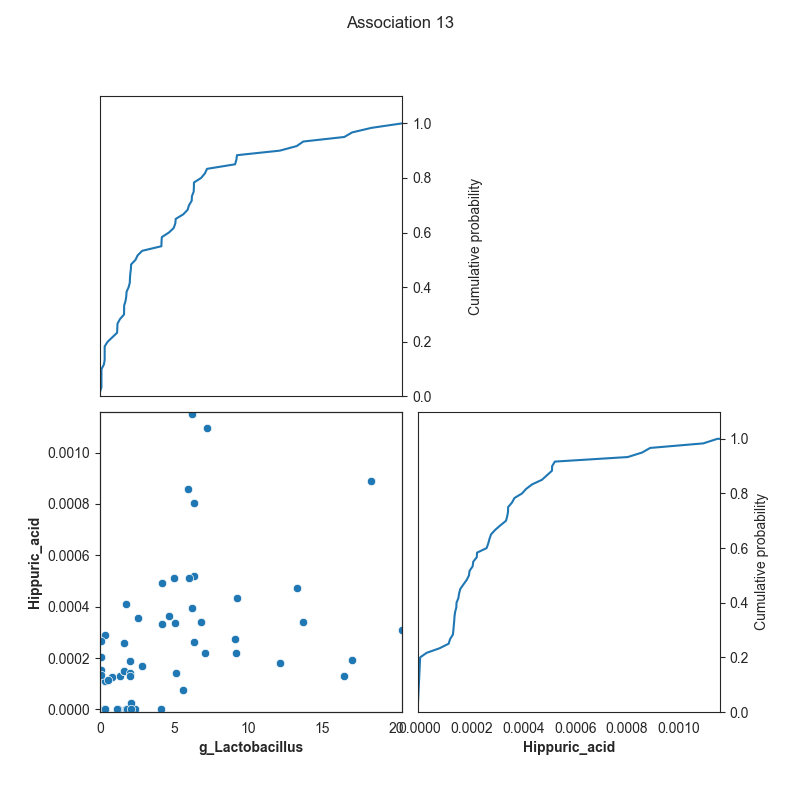 Association 13
1.0
0.8
0.6
0.4
0.2
0.0
Cumulative probability
0.0010
0.0008
0.0006
0.0004
0.0002
0.0000
Hippuric_acid
0 5 10 15 20
g_Lactobacillus
1.0
0.8
0.6
0.4
0.2
0.0
Cumulative probability
0.0000 0.0002 0.0004 0.0006 0.0008 0.0010
Hippuric_acid